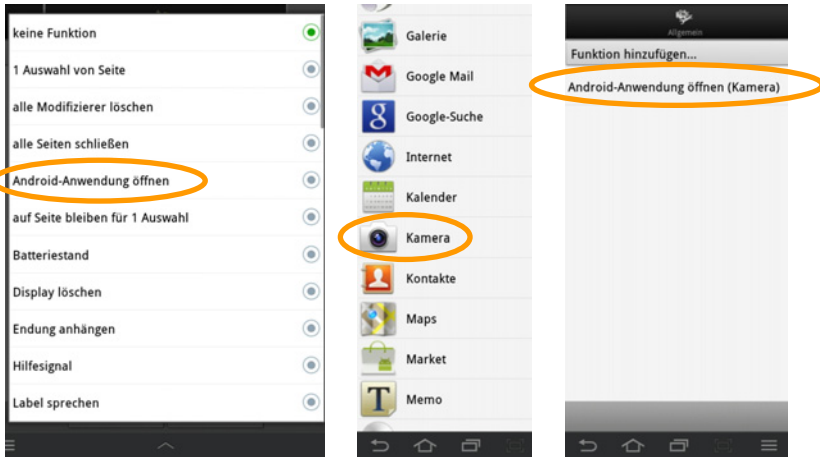 keine Funktion
1 Auswahl von Seite
alle Modifizierer löschen
alle Seiten schließen
Android-Anwendung öffnen
auf Seite bleiben für 1 Auswahl
Batteriestand
Display löschen
Endung anhängen
Hilfesignal
Label sprechen
Galerie
Google Mail
Google-Suche
Internet
Kalender
Kamera
Kontakte
Maps
Market
Memo
Allgemein
Funktion hinzufügen...
Android-Anwendung öffnen (Kamera)